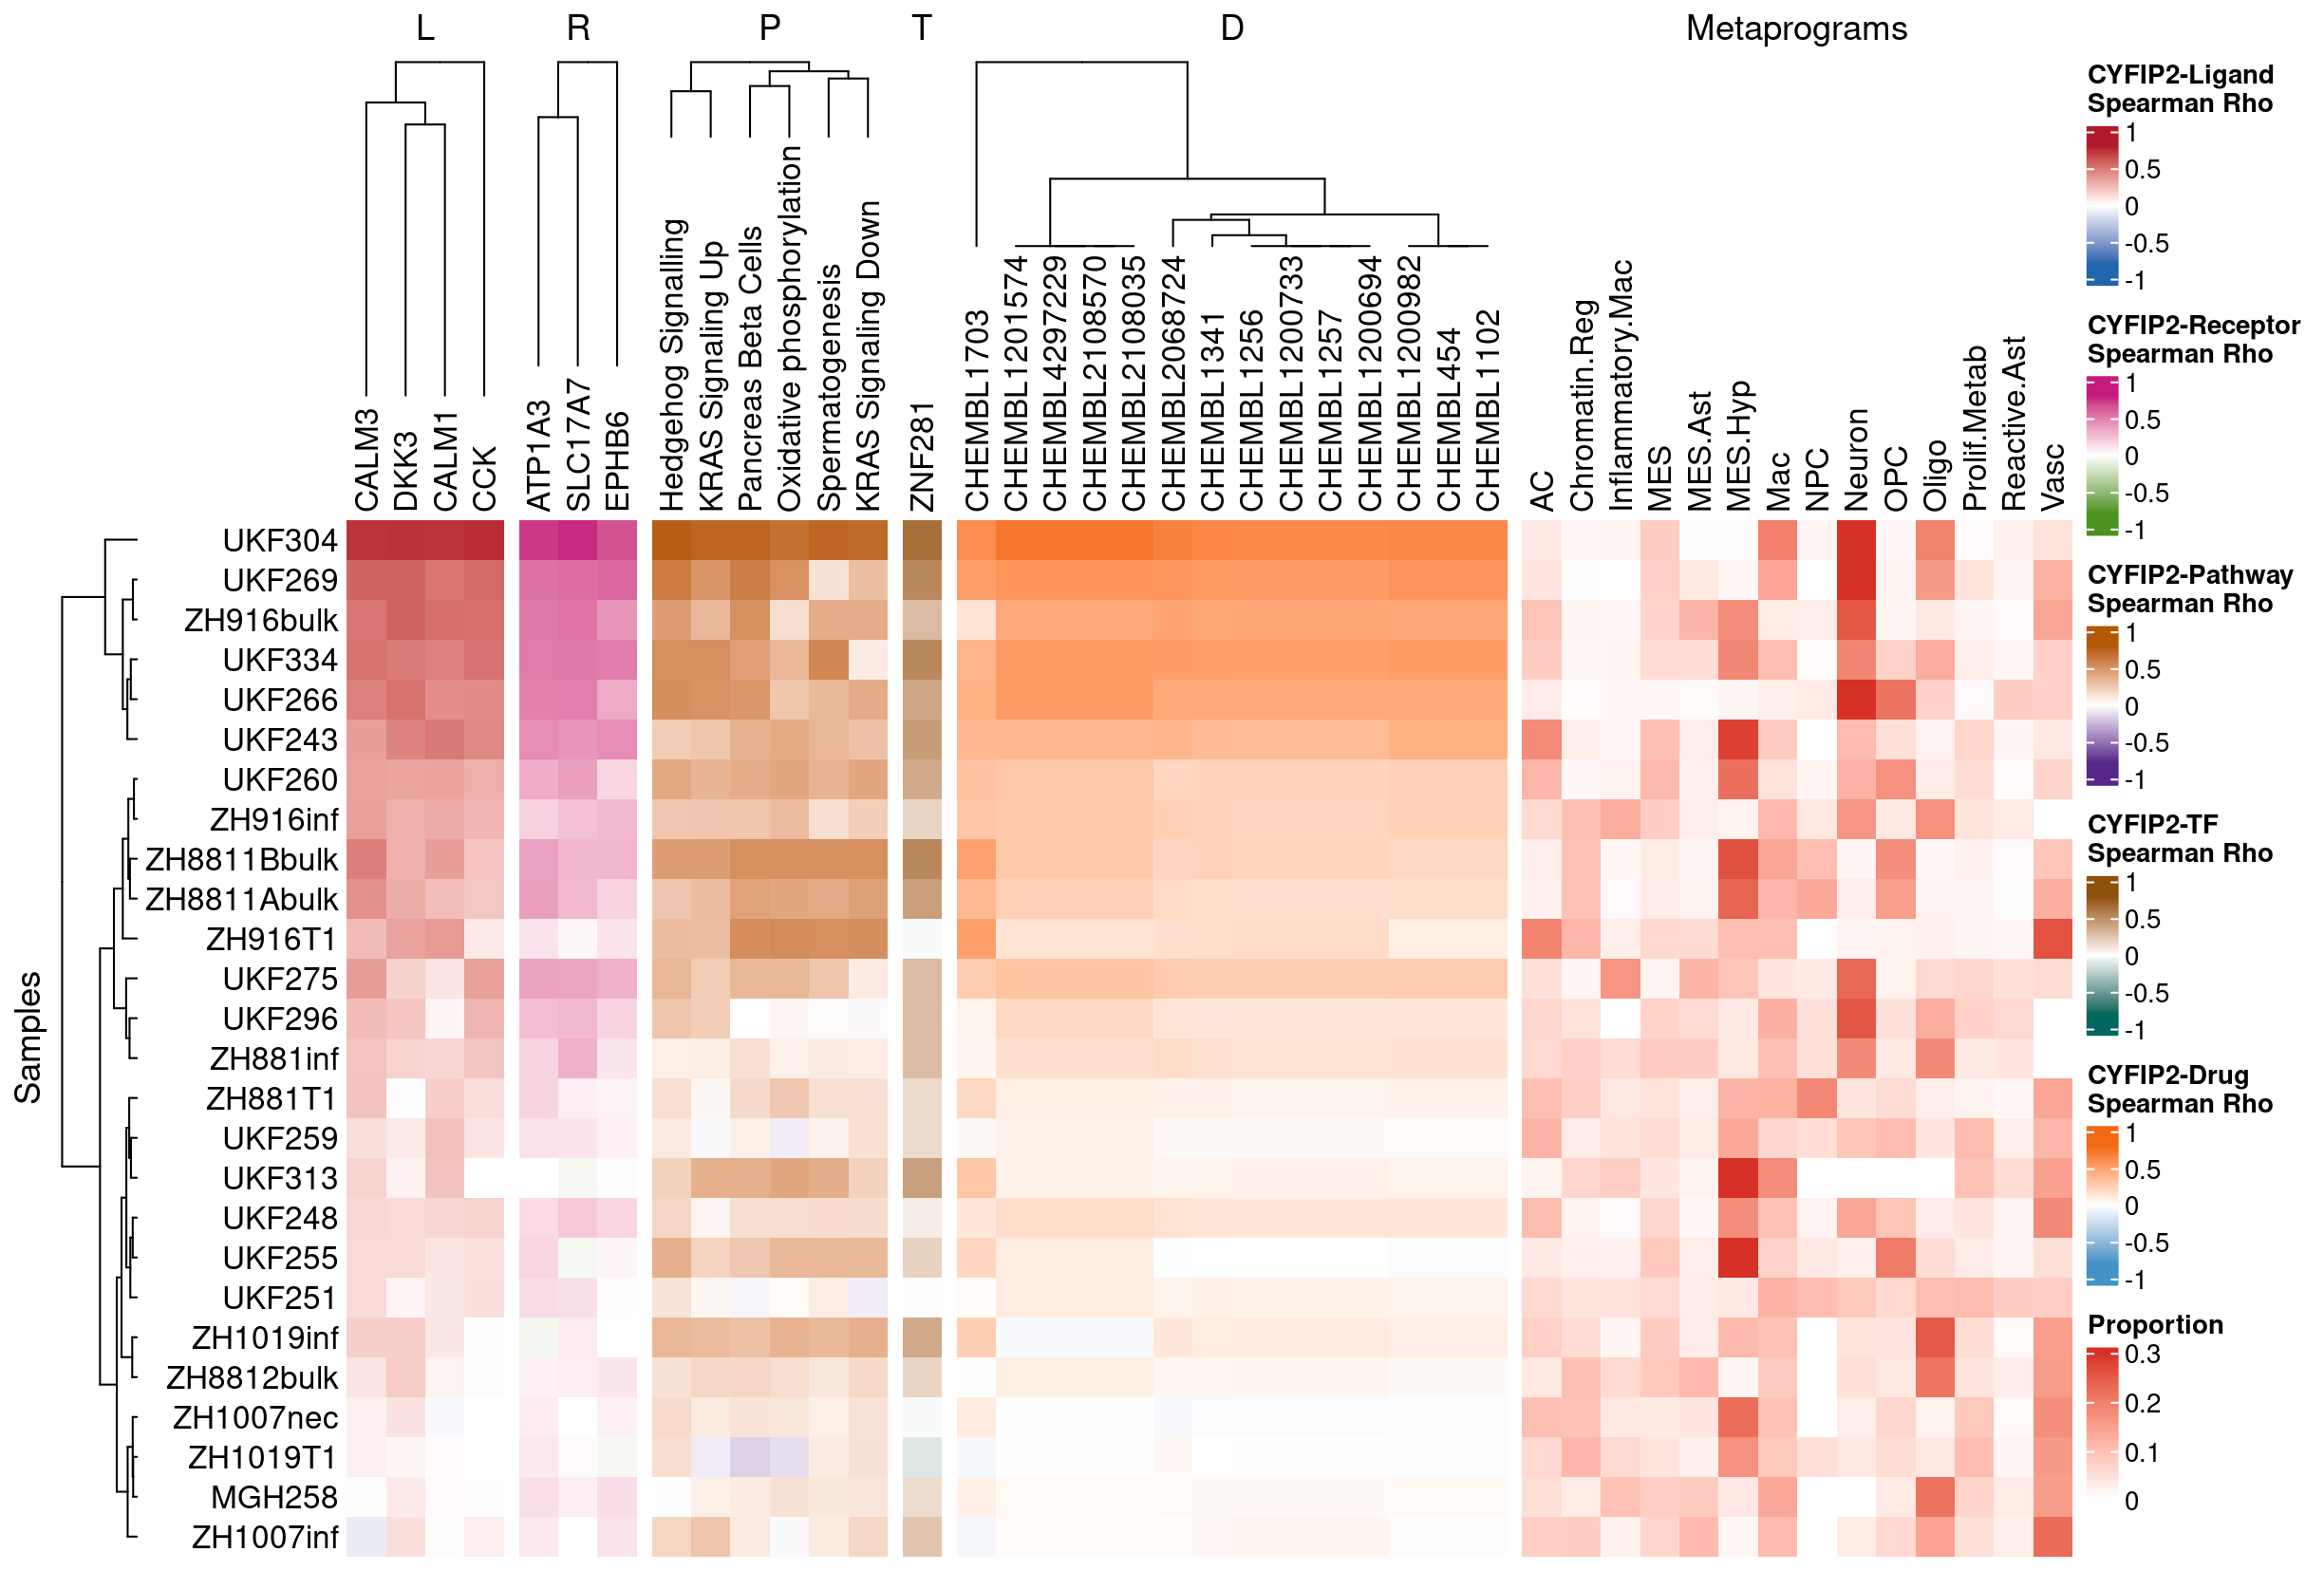 L
R
P
T
D
Metaprograms
CALM3
DKK3
CALM1
CCK
ATP1A3
SLC17A7
EPHB6
Hedgehog Signalling
KRAS Signaling Up
Pancreas Beta Cells
Oxidative phosphorylation
Spermatogenesis
KRAS Signaling Down
ZNF281
CHEMBL1703
CHEMBL1201574
CHEMBL4297229
CHEMBL2108570
CHEMBL2108035
CHEMBL2068724
CHEMBL1341
CHEMBL1256
CHEMBL1200733
CHEMBL1257
CHEMBL1200694
CHEMBL1200982
CHEMBL454
CHEMBL1102
AC
Chromatin.Reg
Inflammatory.Mac
MES
MES.Ast
MES.Hyp
Mac
NPC
Neuron
OPC
Oligo
Prolif.Metab
Reactive.Ast
Vasc
Samples
UKF304
UKF269
ZH916bulk
UKF334
UKF266
UKF243
UKF260
ZH916inf
ZH8811Bbulk
ZH8811Abulk
ZH916T1
UKF275
UKF296
ZH881inf
ZH881T1
UKF259
UKF313
UKF248
UKF255
UKF251
ZH1019inf
ZH8812bulk
ZH1007nec
ZH1019T1
MGH258
ZH1007inf
CYFIP2-Ligand
Spearman Rho
1
0.5
0
-0.5
-1
CYFIP2-Receptor
Spearman Rho
1
0.5
0
-0.5
-1
CYFIP2-Pathway
Spearman Rho
1
0.5
0
-0.5
-1
CYFIP2-TF
Spearman Rho
1
0.5
0
-0.5
-1
CYFIP2-Drug
Spearman Rho
1
0.5
0
-0.5
-1
Proportion
0.3
0.2
0.1
0